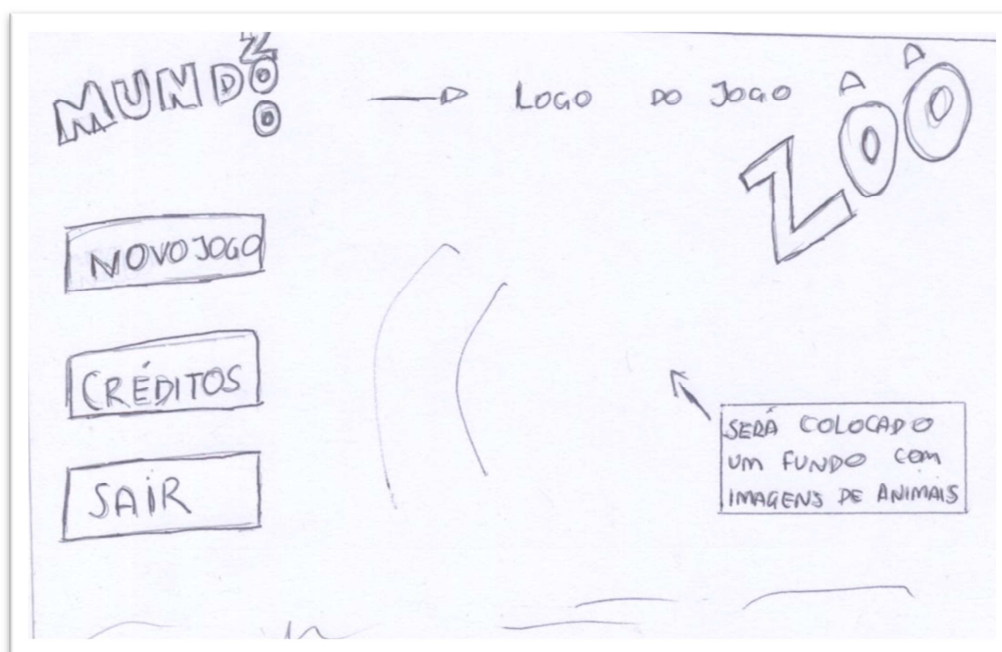 MUNDO
ZOO
LOGO DO JOGO
ZOO
NOVO JOGO
CRÉDITOS
SAIR
SERÁ COLOCADO
UM FUNDO COM
IMAGENS DE ANIMAIS